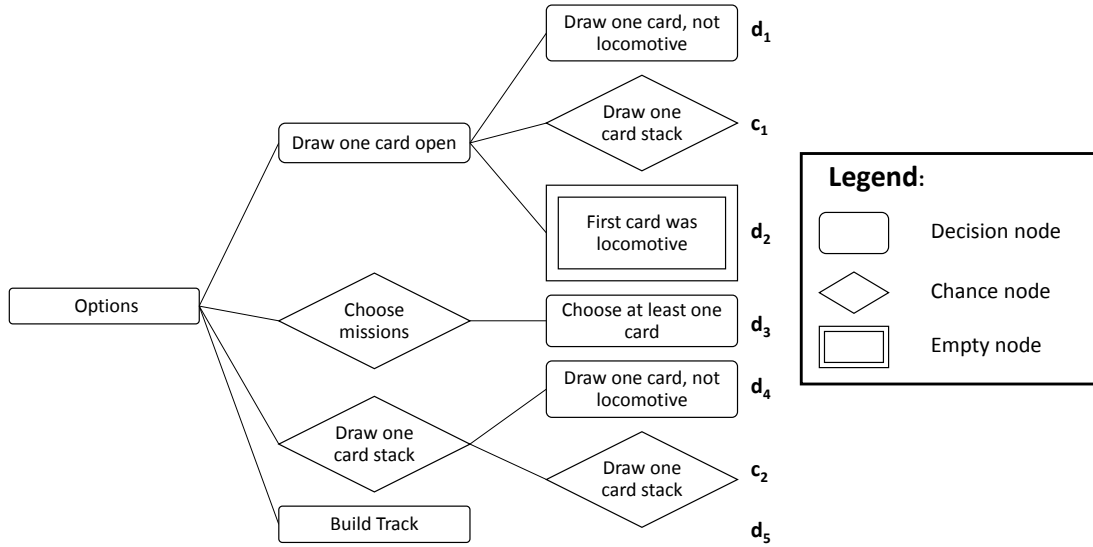 Draw one card, not
locomotive
d1
Draw one
card stack
c1
Draw one card open
First card was
locomotive
d2
Options
Choose
missions
Choose at least one
card
d3
Draw one card, not
locomotive
d4
Draw one
card stack
Draw one
card stack
c2
Build Track
d5
Legend:
Decision node
Chance node
Empty node